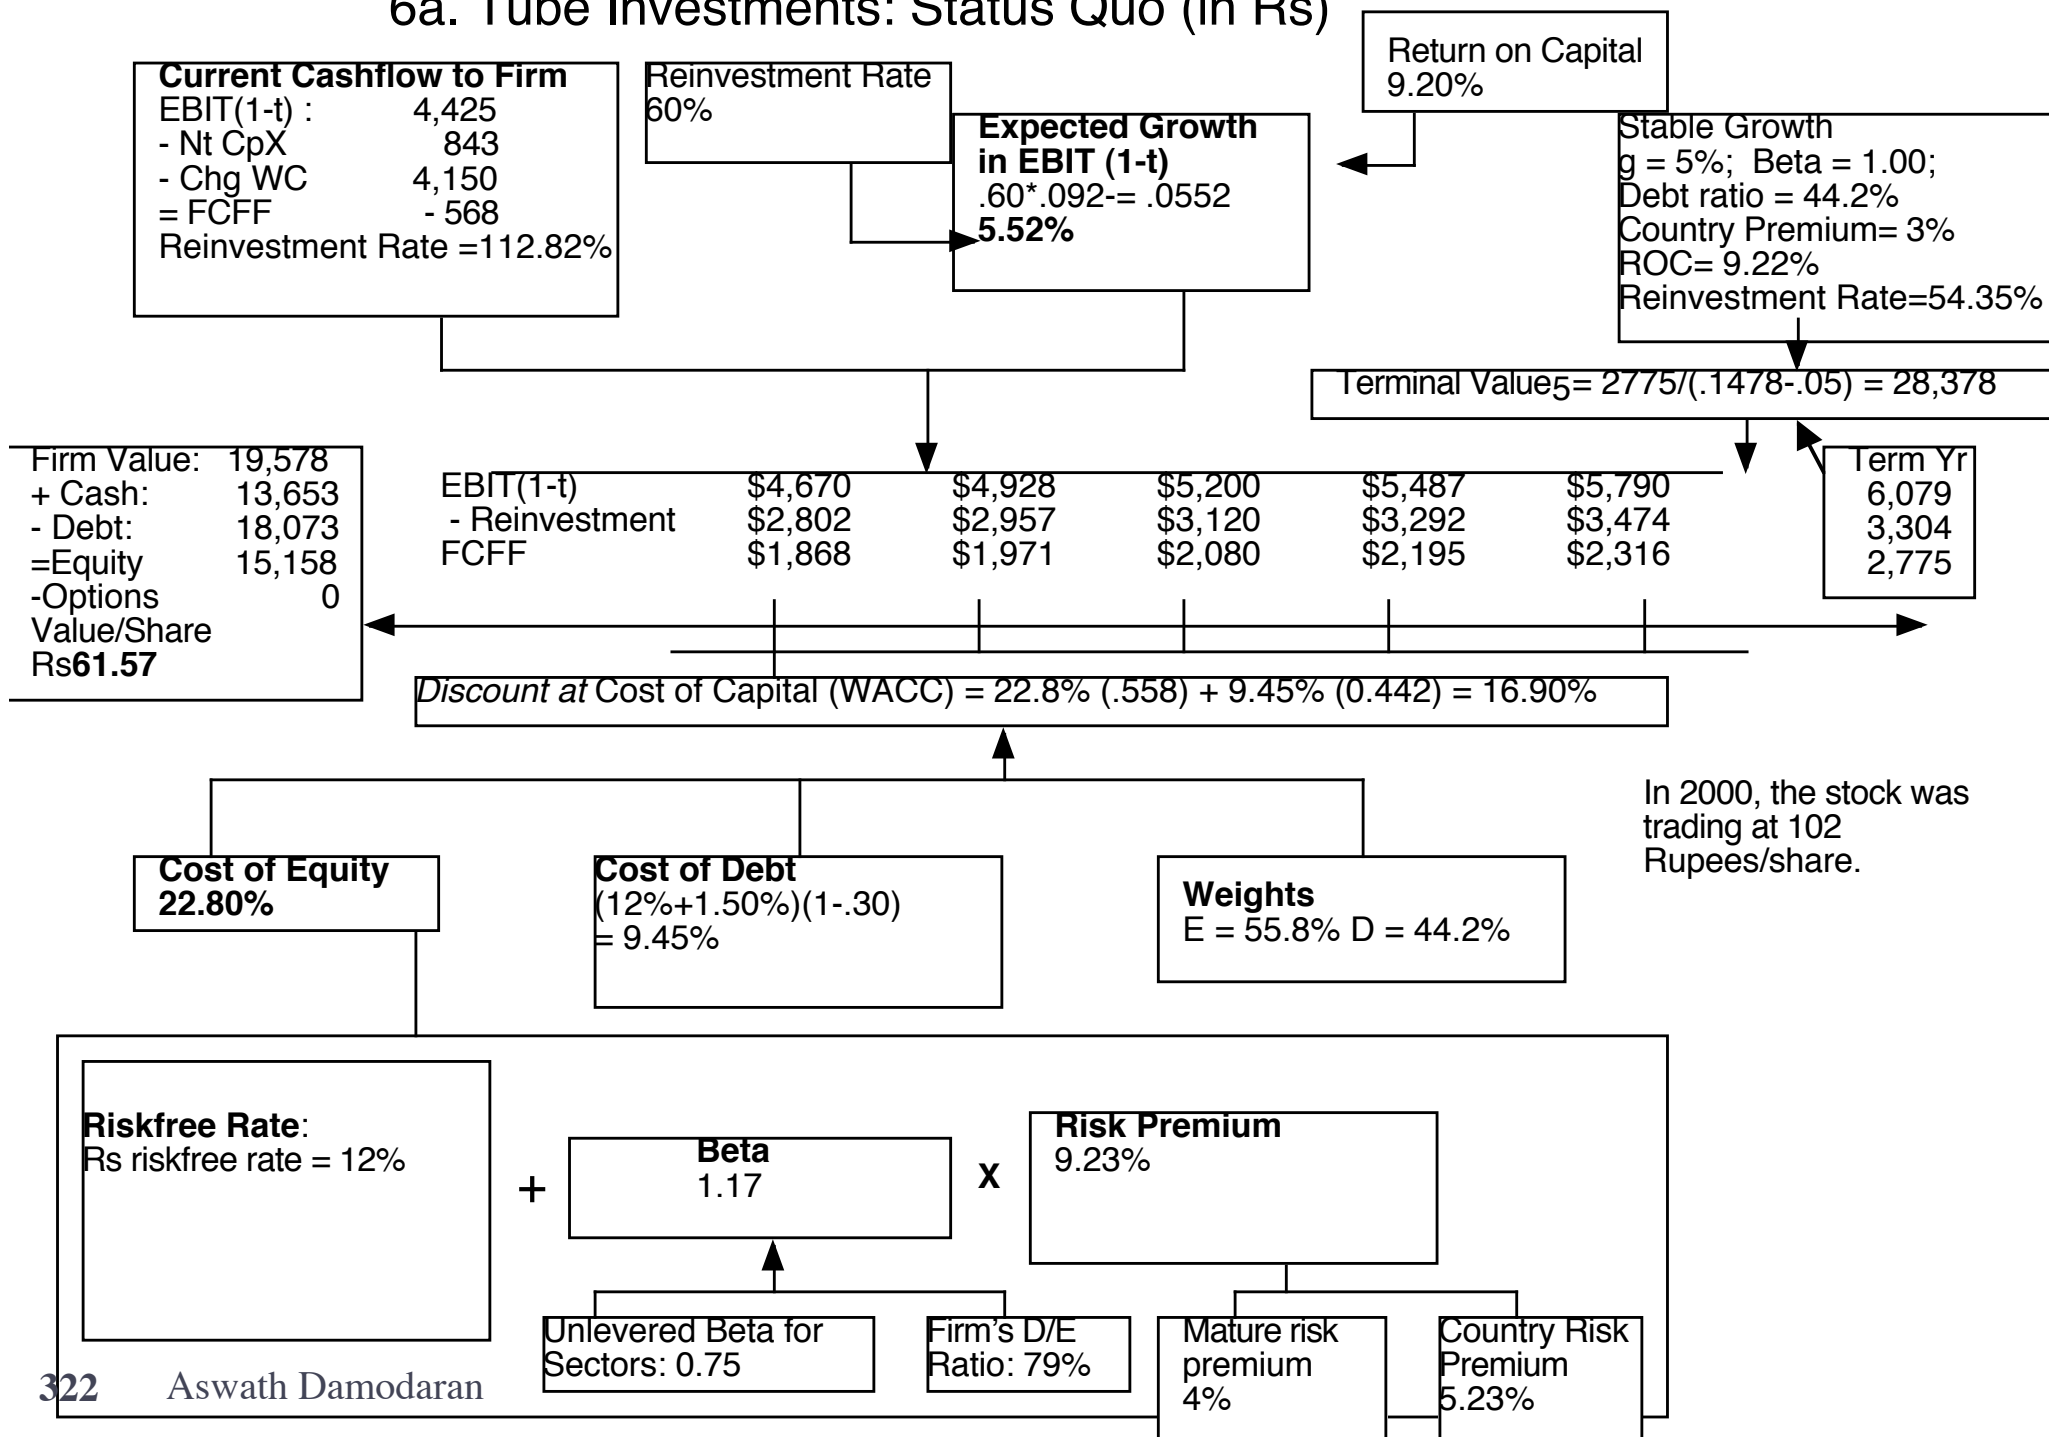 6a. Tube Investments: Status Quo (in Rs)
Return on Capital
9.20%
Current Cashflow to Firm
EBIT(1-t) : 4,425
- Nt CpX 843
- Chg WC 4,150
= FCFF - 568
Reinvestment Rate =112.82%
Reinvestment Rate
60%
Expected Growth
in EBIT (1-t)
.60*.092-= .0552
5.52%
Stable Growth
g = 5%; Beta = 1.00;
Debt ratio = 44.2%
Country Premium= 3%
ROC= 9.22%
Reinvestment Rate=54.35%
Terminal Value5= 2775/(.1478-.05) = 28,378
Firm Value: 19,578
+ Cash: 13,653
- Debt: 18,073
=Equity 15,158
-Options 0
Value/Share
Rs61.57
EBIT(1-t) $4,670 $4,928 $5,200 $5,487 $5,790
- Reinvestment $2,802 $2,957 $3,120 $3,292 $3,474
FCFF $1,868 $1,971 $2,080 $2,195 $2,316
Term Yr
6,079
3,304
2,775
Discount at Cost of Capital (WACC) = 22.8% (.558) + 9.45% (0.442) = 16.90%
In 2000, the stock was
trading at 102
Rupees/share.
Cost of Equity
22.80%
Cost of Debt
(12%+1.50%)(1-.30)
= 9.45%
Weights
E = 55.8% D = 44.2%
Riskfree Rate:
Rs riskfree rate = 12%
+
Beta
1.17
X
Risk Premium
9.23%
Unlevered Beta for
Sectors: 0.75
Firm's D/E
Ratio: 79%
Mature risk
premium
4%
Country Risk
Premium
5.23%
322 Aswath Damodaran